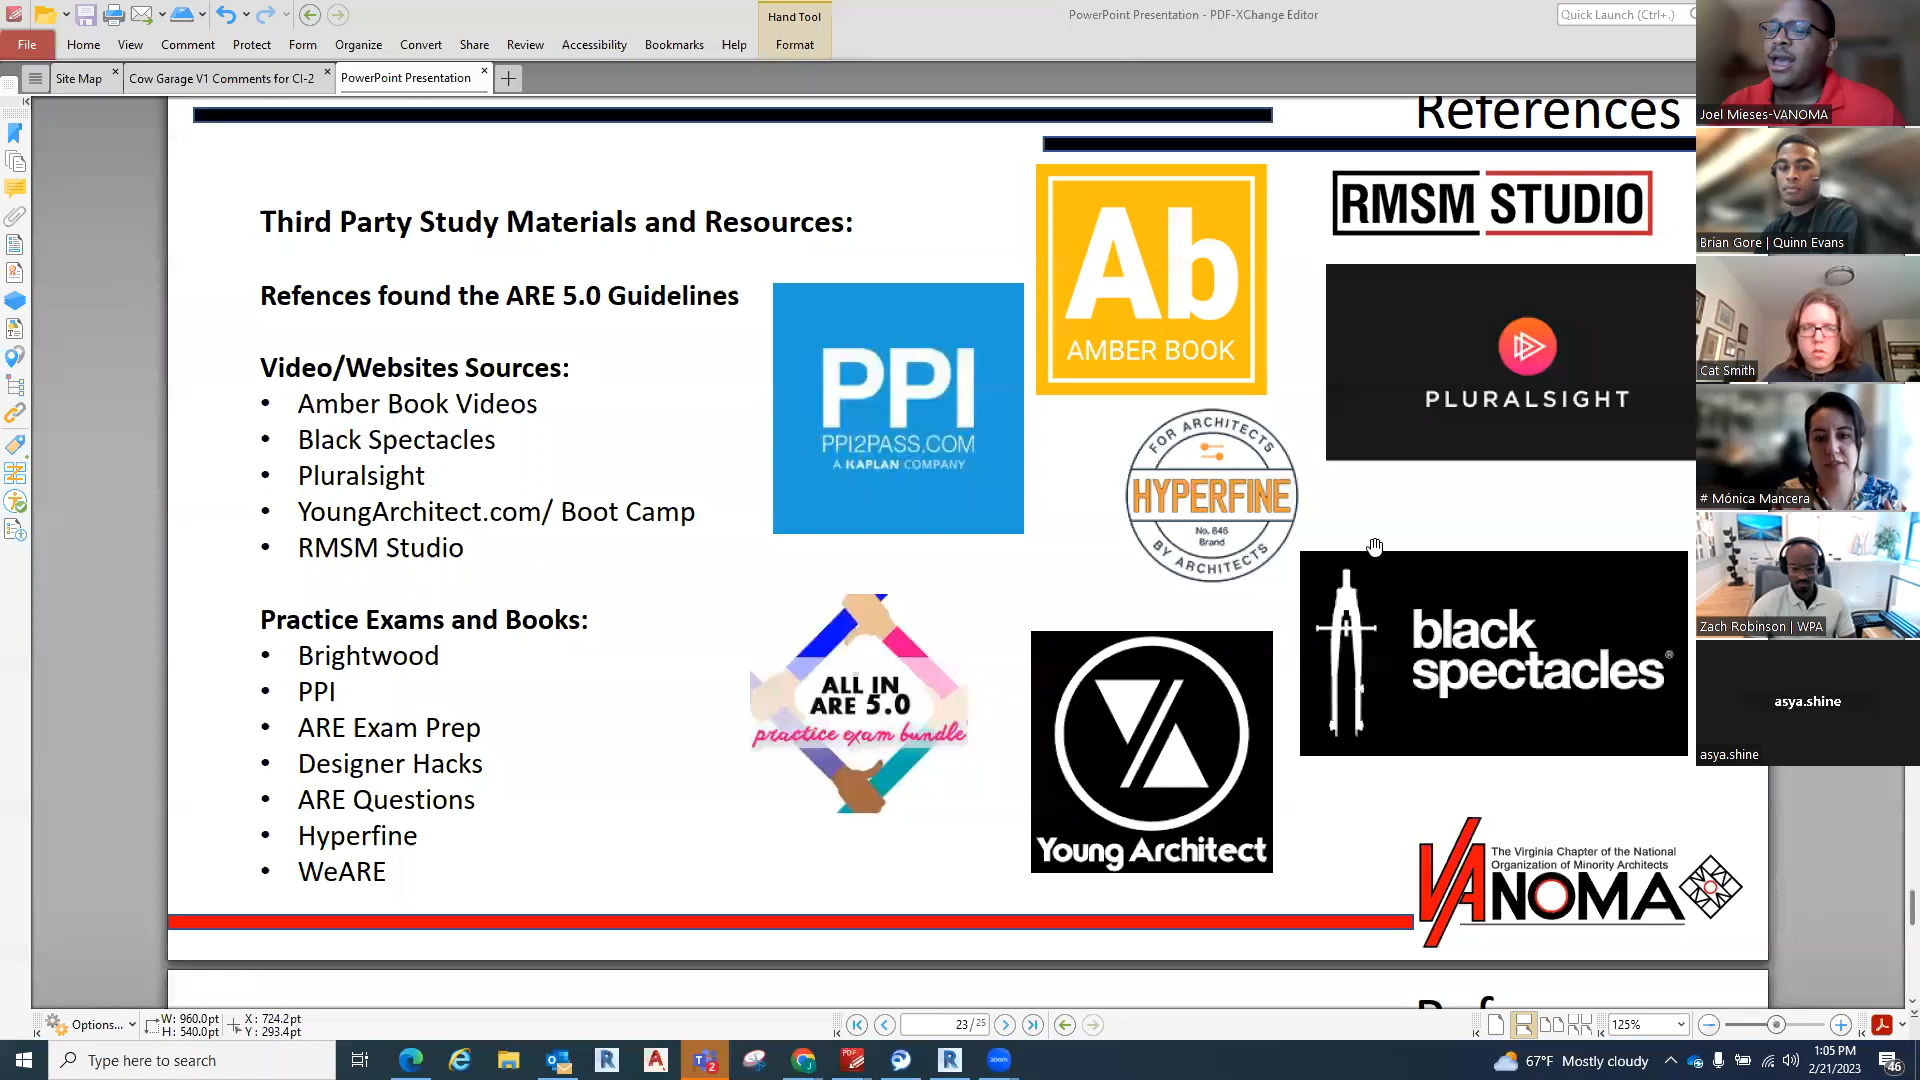 Hand Tool
PowerPoint Presentation - PDF-XChange Editor
Quick Launch (Ctrl+.)
File
Home
View
Comment
Protect
Form
Organize
Convert
Share
Review
Accessibility
Bookmarks
Help
Format
Site Map
Cow Garage V1 Comments for CI-2
PowerPoint Presentation
References
Third Party Study Materials and Resources:
Refences found the ARE 5.0 Guidelines
Video/Websites Sources:
• Amber Book Videos
• Black Spectacles
• Pluralsight
• YoungArchitect.com/ Boot Camp
• RMSM Studio
Practice Exams and Books:
• Brightwood
• PPI
• ARE Exam Prep
• Designer Hacks
• ARE Questions
• Hyperfine
• WeARE
PPI
PPI2PASS.COM
A KAPLAN COMPANY
Ab
AMBER BOOK
RMSM STUDIO
PLURALSIGHT
FOR ARCHITECTS
HYPERFINE
No. 846
Brand
BY ARCHITECTS
ALL IN
ARE 5.0
practice exam bundle
YA
Young Architect
black
spectacles®
The Virginia Chapter of the National
Organization of Minority Architects
VANOMA
Joel Mieses-VANOMA
Brian Gore | Quinn Evans
Cat Smith
# Mónica Mancera
Zach Robinson | WPA
asya.shine
asya.shine
Options...
W: 960.0pt
H: 540.0pt
X: 724.2pt
Y: 293.4pt
23 / 25
125%
Type here to search
67°F Mostly cloudy
1:05 PM
2/21/2023
46